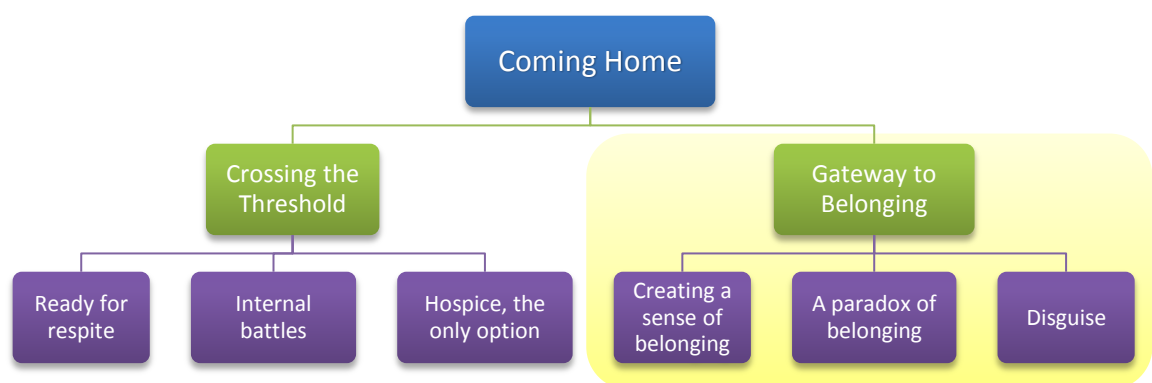 Coming Home
Crossing the
Threshold
Gateway to
Belonging
Ready for
respite
Internal
battles
Hospice, the
only option
Creating a
sense of
belonging
A paradox of
belonging
Disguise